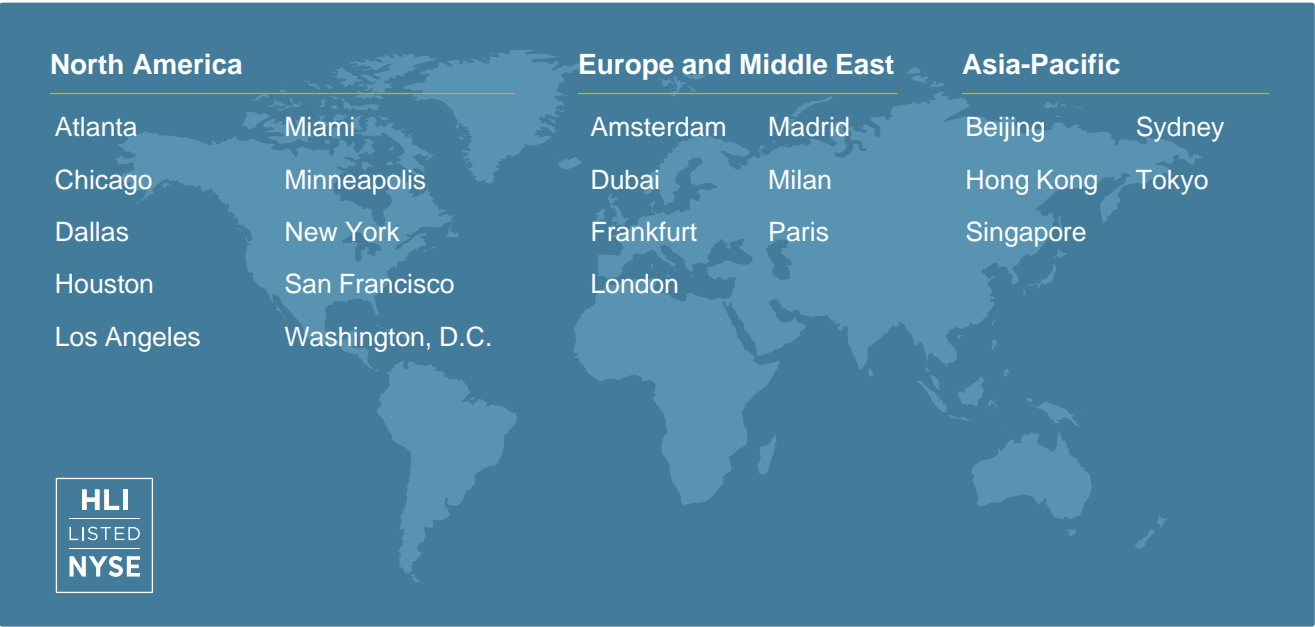 North America
Atlanta
Chicago
Dallas
Houston
Los Angeles
Miami
Minneapolis
New York
San Francisco
Washington, D.C.
Europe and Middle East
Amsterdam
Dubai
Frankfurt
London
Madrid
Milan
Paris
Asia-Pacific
Beijing
Hong Kong
Singapore
Sydney
Tokyo
HLI
LISTED
NYSE